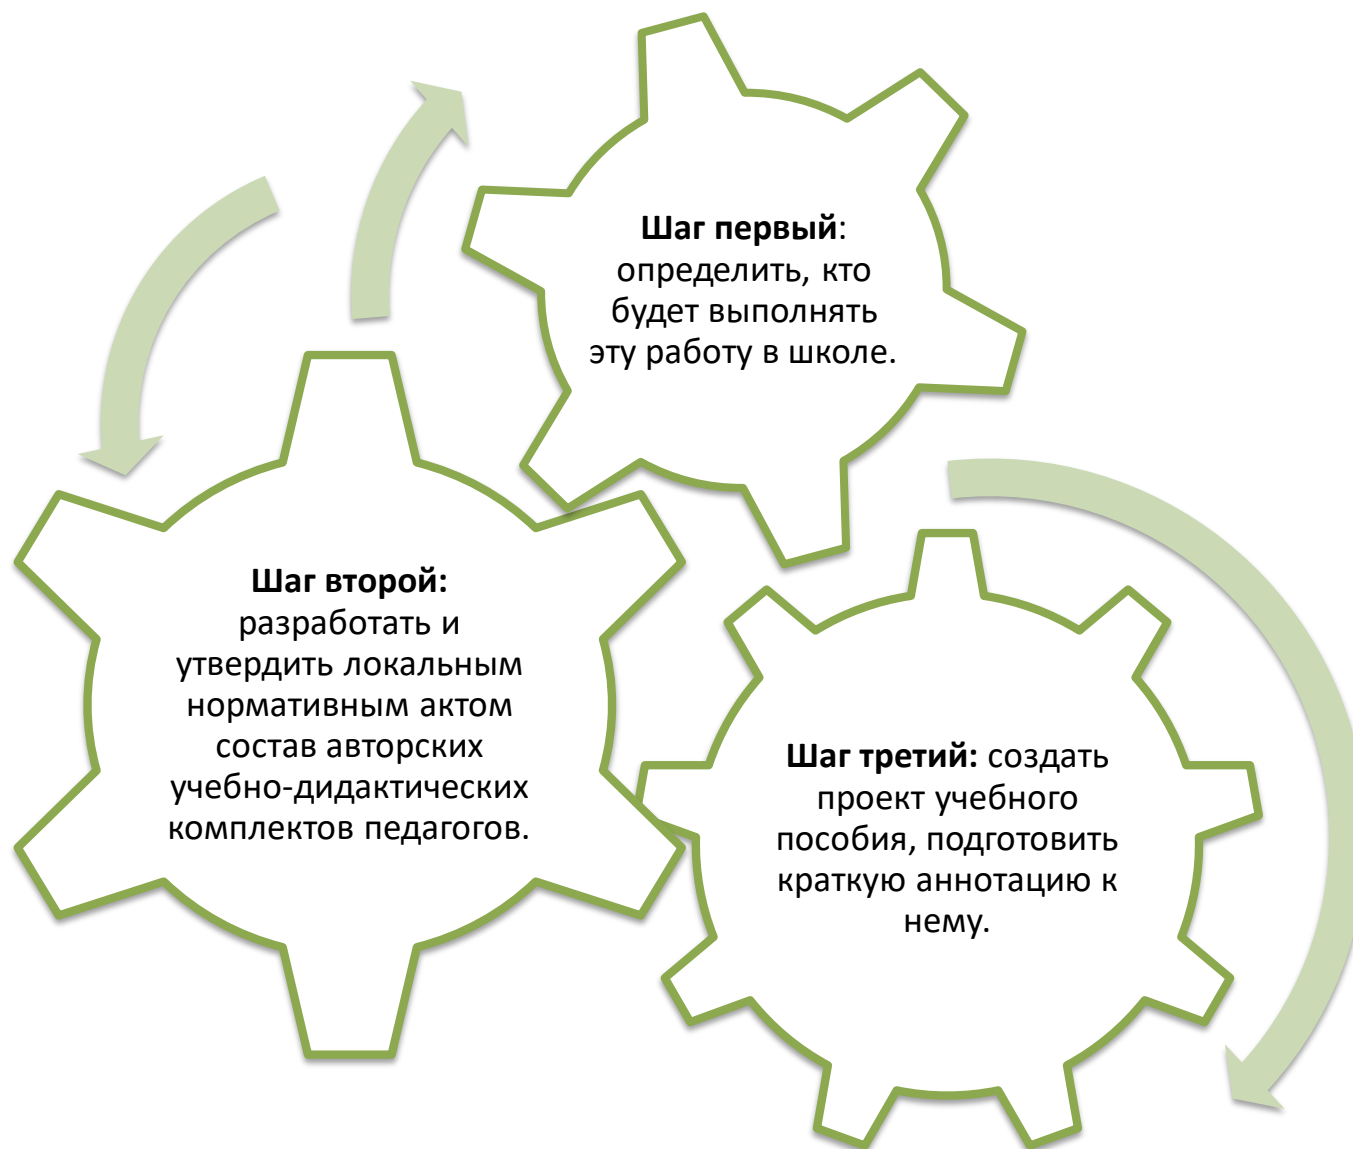 Шаг первый:
определить, кто
будет выполнять
эту работу в школе.
Шаг второй:
разработать и
утвердить локальным
нормативным актом
состав авторских
учебно-дидактических
комплектов педагогов.
Шаг третий: создать
проект учебного
пособия, подготовить
краткую аннотацию к
нему.